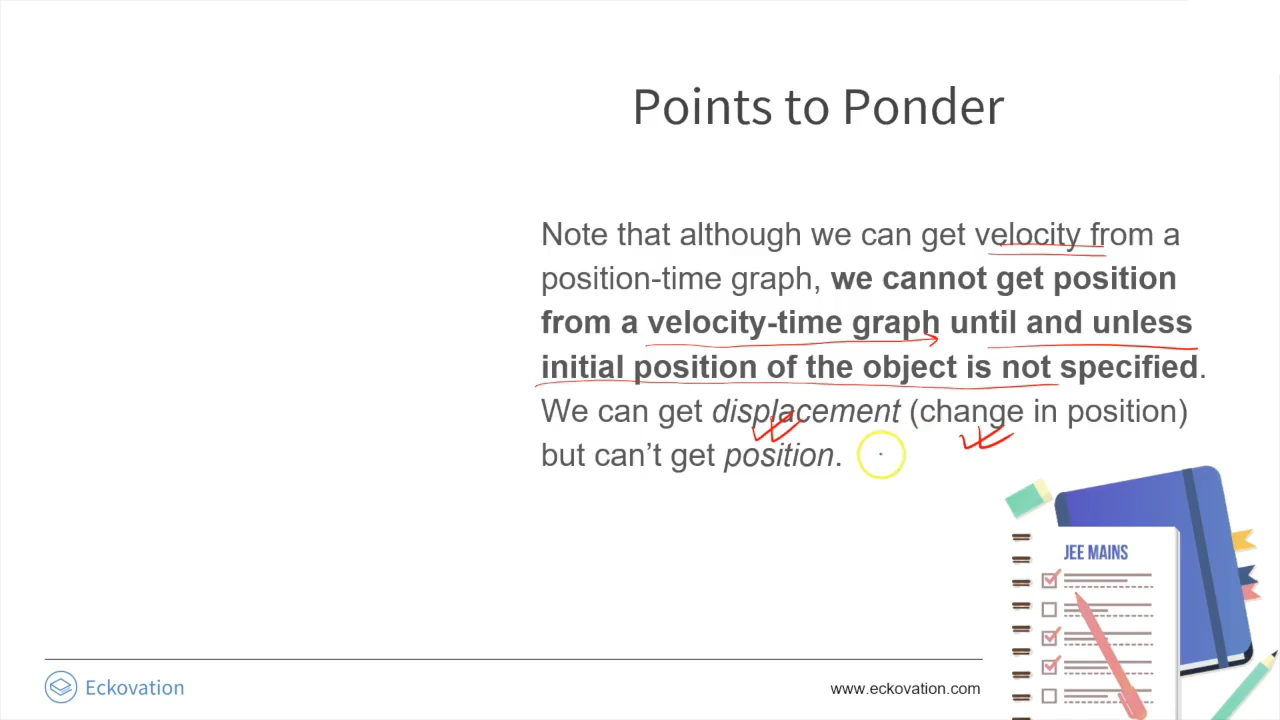 Points to Ponder
Note that although we can get velocity from a
position-time graph, we cannot get position
from a velocity-time graph until and unless
initial position of the object is not specified.
We can get displacement (change in position)
but can’t get position.
JEE MAINS
Eckovation
www.eckovation.com